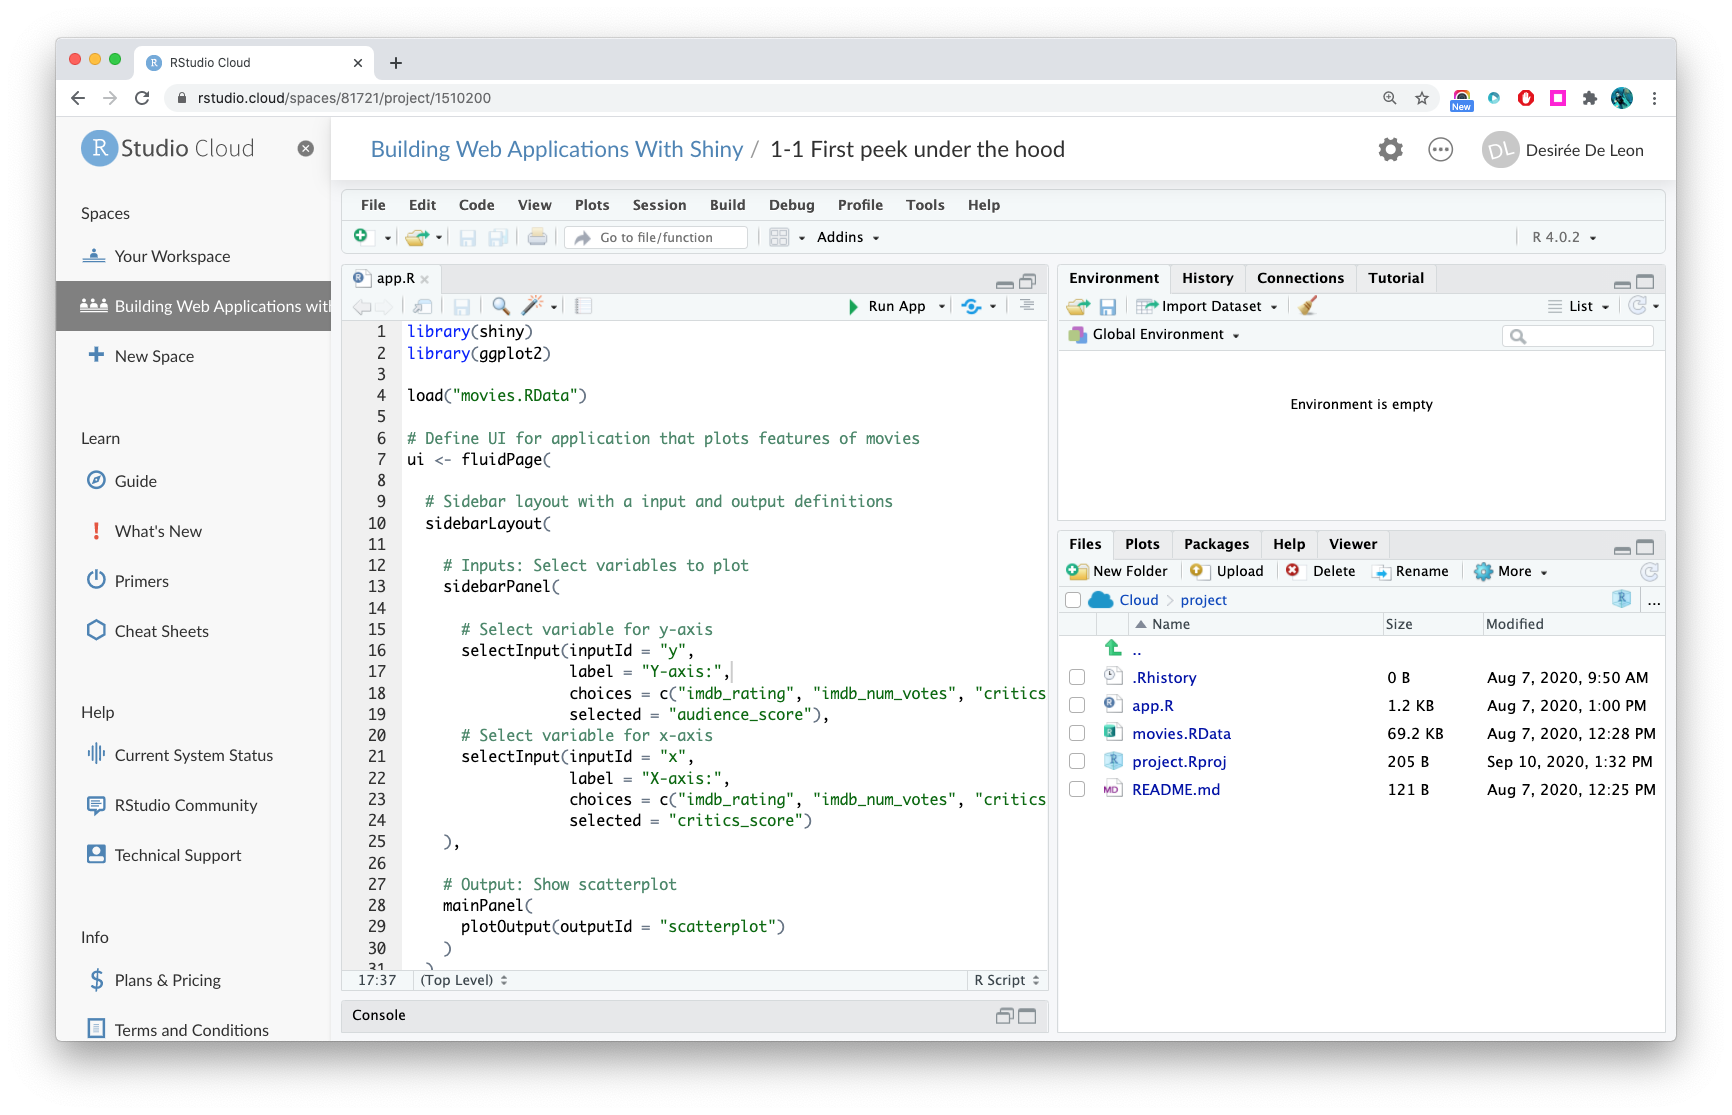 RStudio Cloud
rstudio.cloud/spaces/81721/project/1510200
New
R Studio Cloud
Building Web Applications With Shiny / 1-1 First peek under the hood
DL Desirée De Leon
Spaces
Your Workspace
Building Web Applications wit
New Space
Learn
Guide
What's New
Primers
Cheat Sheets
Help
Current System Status
RStudio Community
Technical Support
Info
Plans & Pricing
Terms and Conditions
File Edit Code View Plots Session Build Debug Profile Tools Help
Go to file/function Addins R 4.0.2
app.R
Run App
1 library(shiny)
2 library(ggplot2)
3
4 load("movies.RData")
5
6 # Define UI for application that plots features of movies
7 ui <- fluidPage(
8
9 # Sidebar layout with a input and output definitions
10 sidebarLayout(
11
12 # Inputs: Select variables to plot
13 sidebarPanel(
14
15 # Select variable for y-axis
16 selectInput(inputId = "y",
17 label = "Y-axis:",
18 choices = c("imdb_rating", "imdb_num_votes", "critics
19 selected = "audience_score"),
20 # Select variable for x-axis
21 selectInput(inputId = "x",
22 label = "X-axis:",
23 choices = c("imdb_rating", "imdb_num_votes", "critics
24 selected = "critics_score")
25 ),
26
27 # Output: Show scatterplot
28 mainPanel(
29 plotOutput(outputId = "scatterplot")
30 )
31 )
17:37 (Top Level) R Script
Console
Environment History Connections Tutorial
Import Dataset List
Global Environment
Environment is empty
Files Plots Packages Help Viewer
New Folder Upload Delete Rename More
Cloud > project R ...
Name Size Modified
..
.Rhistory 0 B Aug 7, 2020, 9:50 AM
app.R 1.2 KB Aug 7, 2020, 1:00 PM
movies.RData 69.2 KB Aug 7, 2020, 12:28 PM
project.Rproj 205 B Sep 10, 2020, 1:32 PM
MD README.md 121 B Aug 7, 2020, 12:25 PM